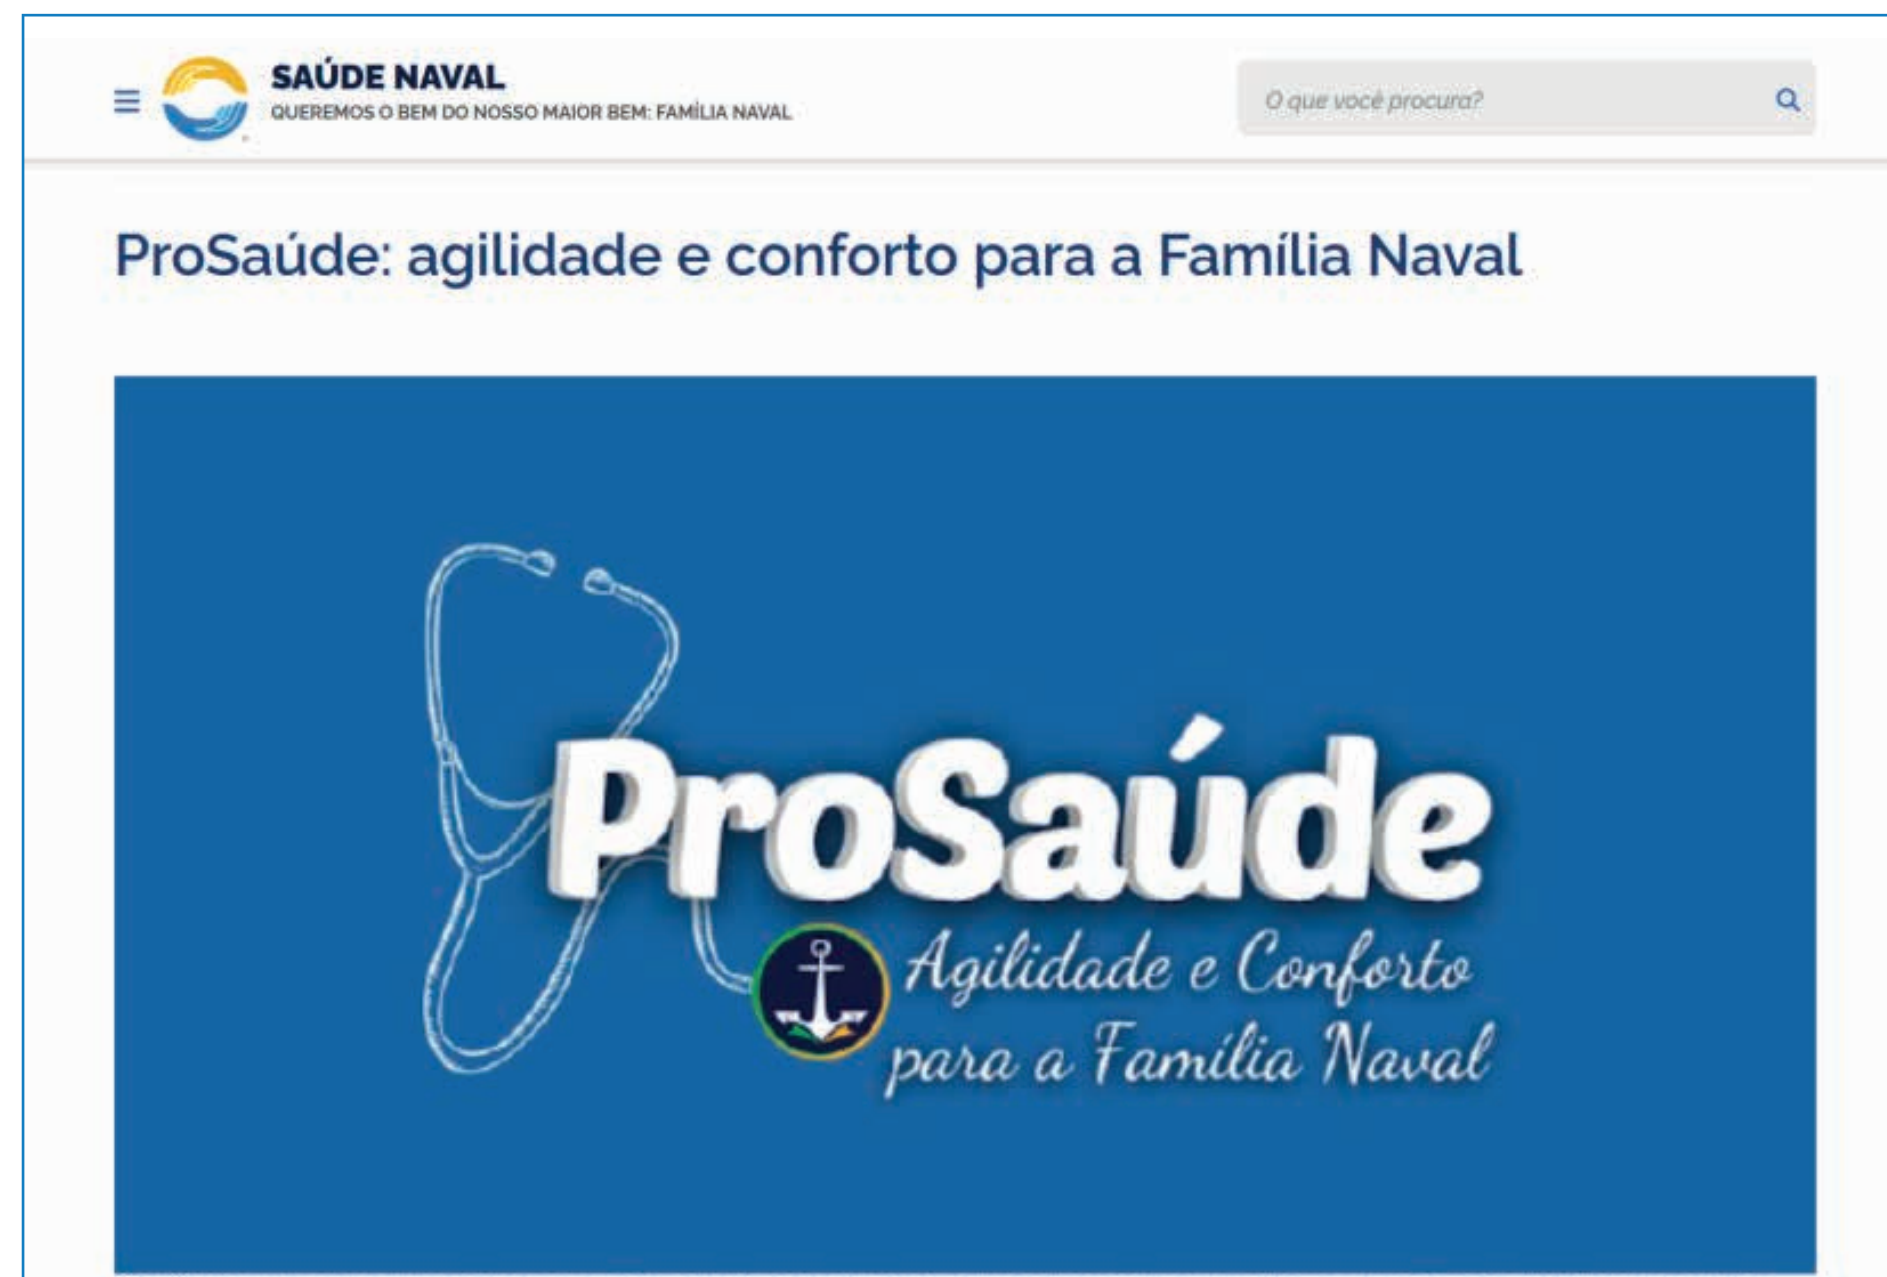 SAÚDE NAVAL
QUEREMOS O BEM DO NOSSO MAIOR BEM: FAMÍLIA NAVAL
O que você procura?
ProSaúde: agilidade e conforto para a Família Naval
ProSaúde
Agilidade e Conforto
para a Família Naval